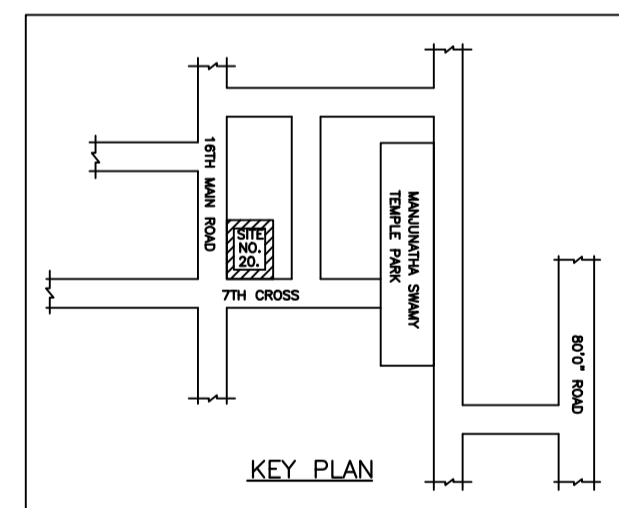 16TH MAIN ROAD
SITE
NO.
20.
7TH CROSS
MANJUNATHA SWAMY
TEMPLE PARK
80'0" ROAD
KEY PLAN